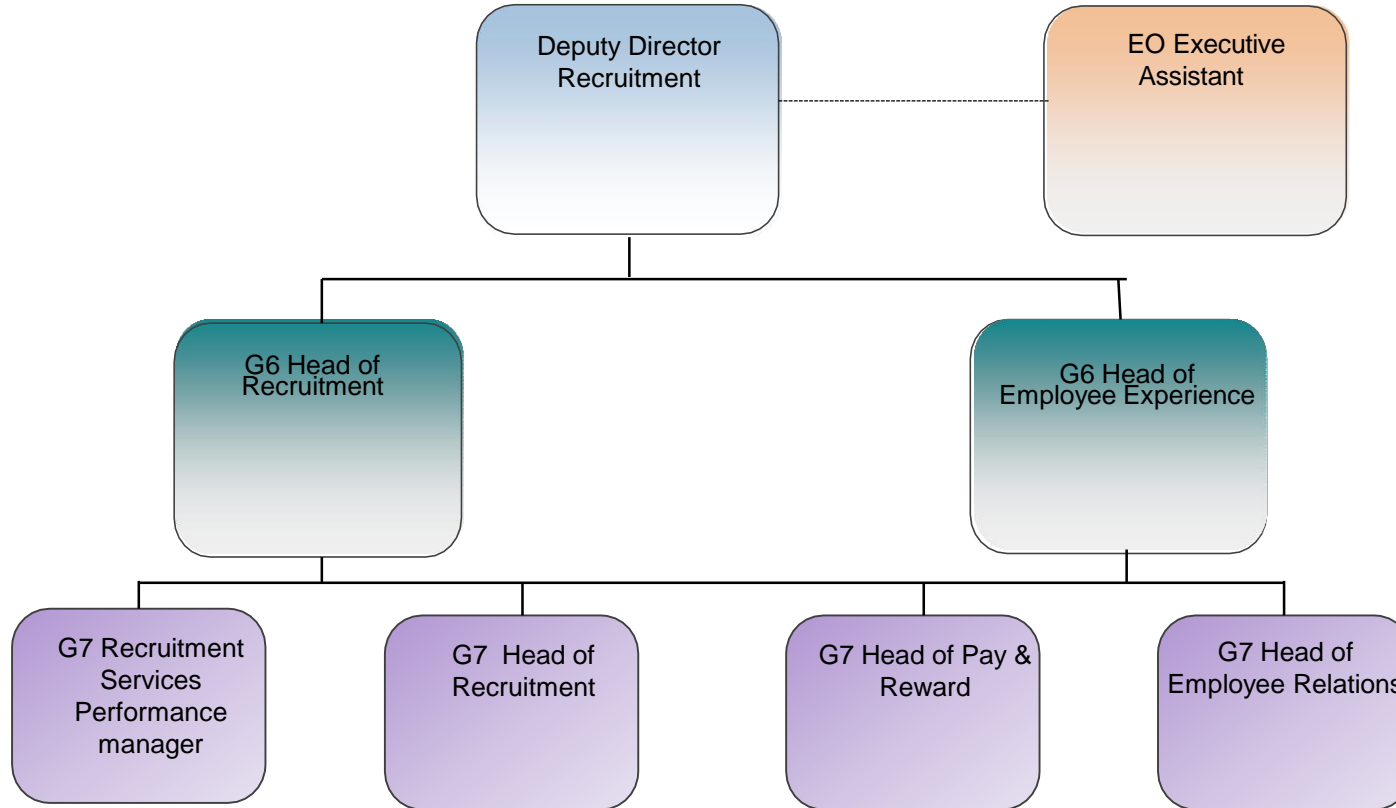 Deputy Director
Recruitment
EO Executive
Assistant
G6 Head of
Recruitment
G6 Head of
Employee Experience
G7 Recruitment
Services
Performance
manager
G7  Head of
Recruitment
G7 Head of Pay &
Reward
G7 Head of
Employee Relations